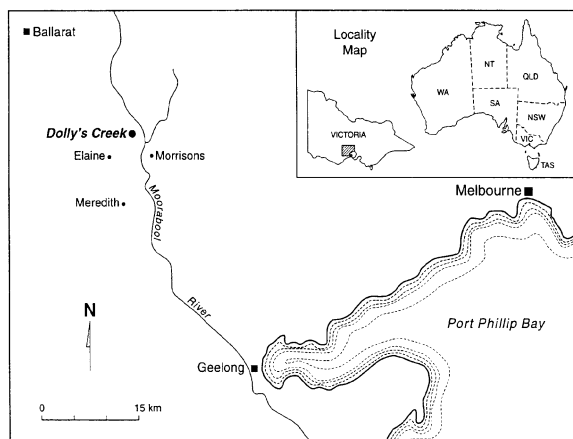 Ballarat
Locality
Map
NT
QLD
WA
SA
NSW
VIC
TAS
VICTORIA
Dolly's Creek
Elaine
Morrisons
Meredith
Moorabool
River
Melbourne
Port Phillip Bay
N
Geelong
0 15 km